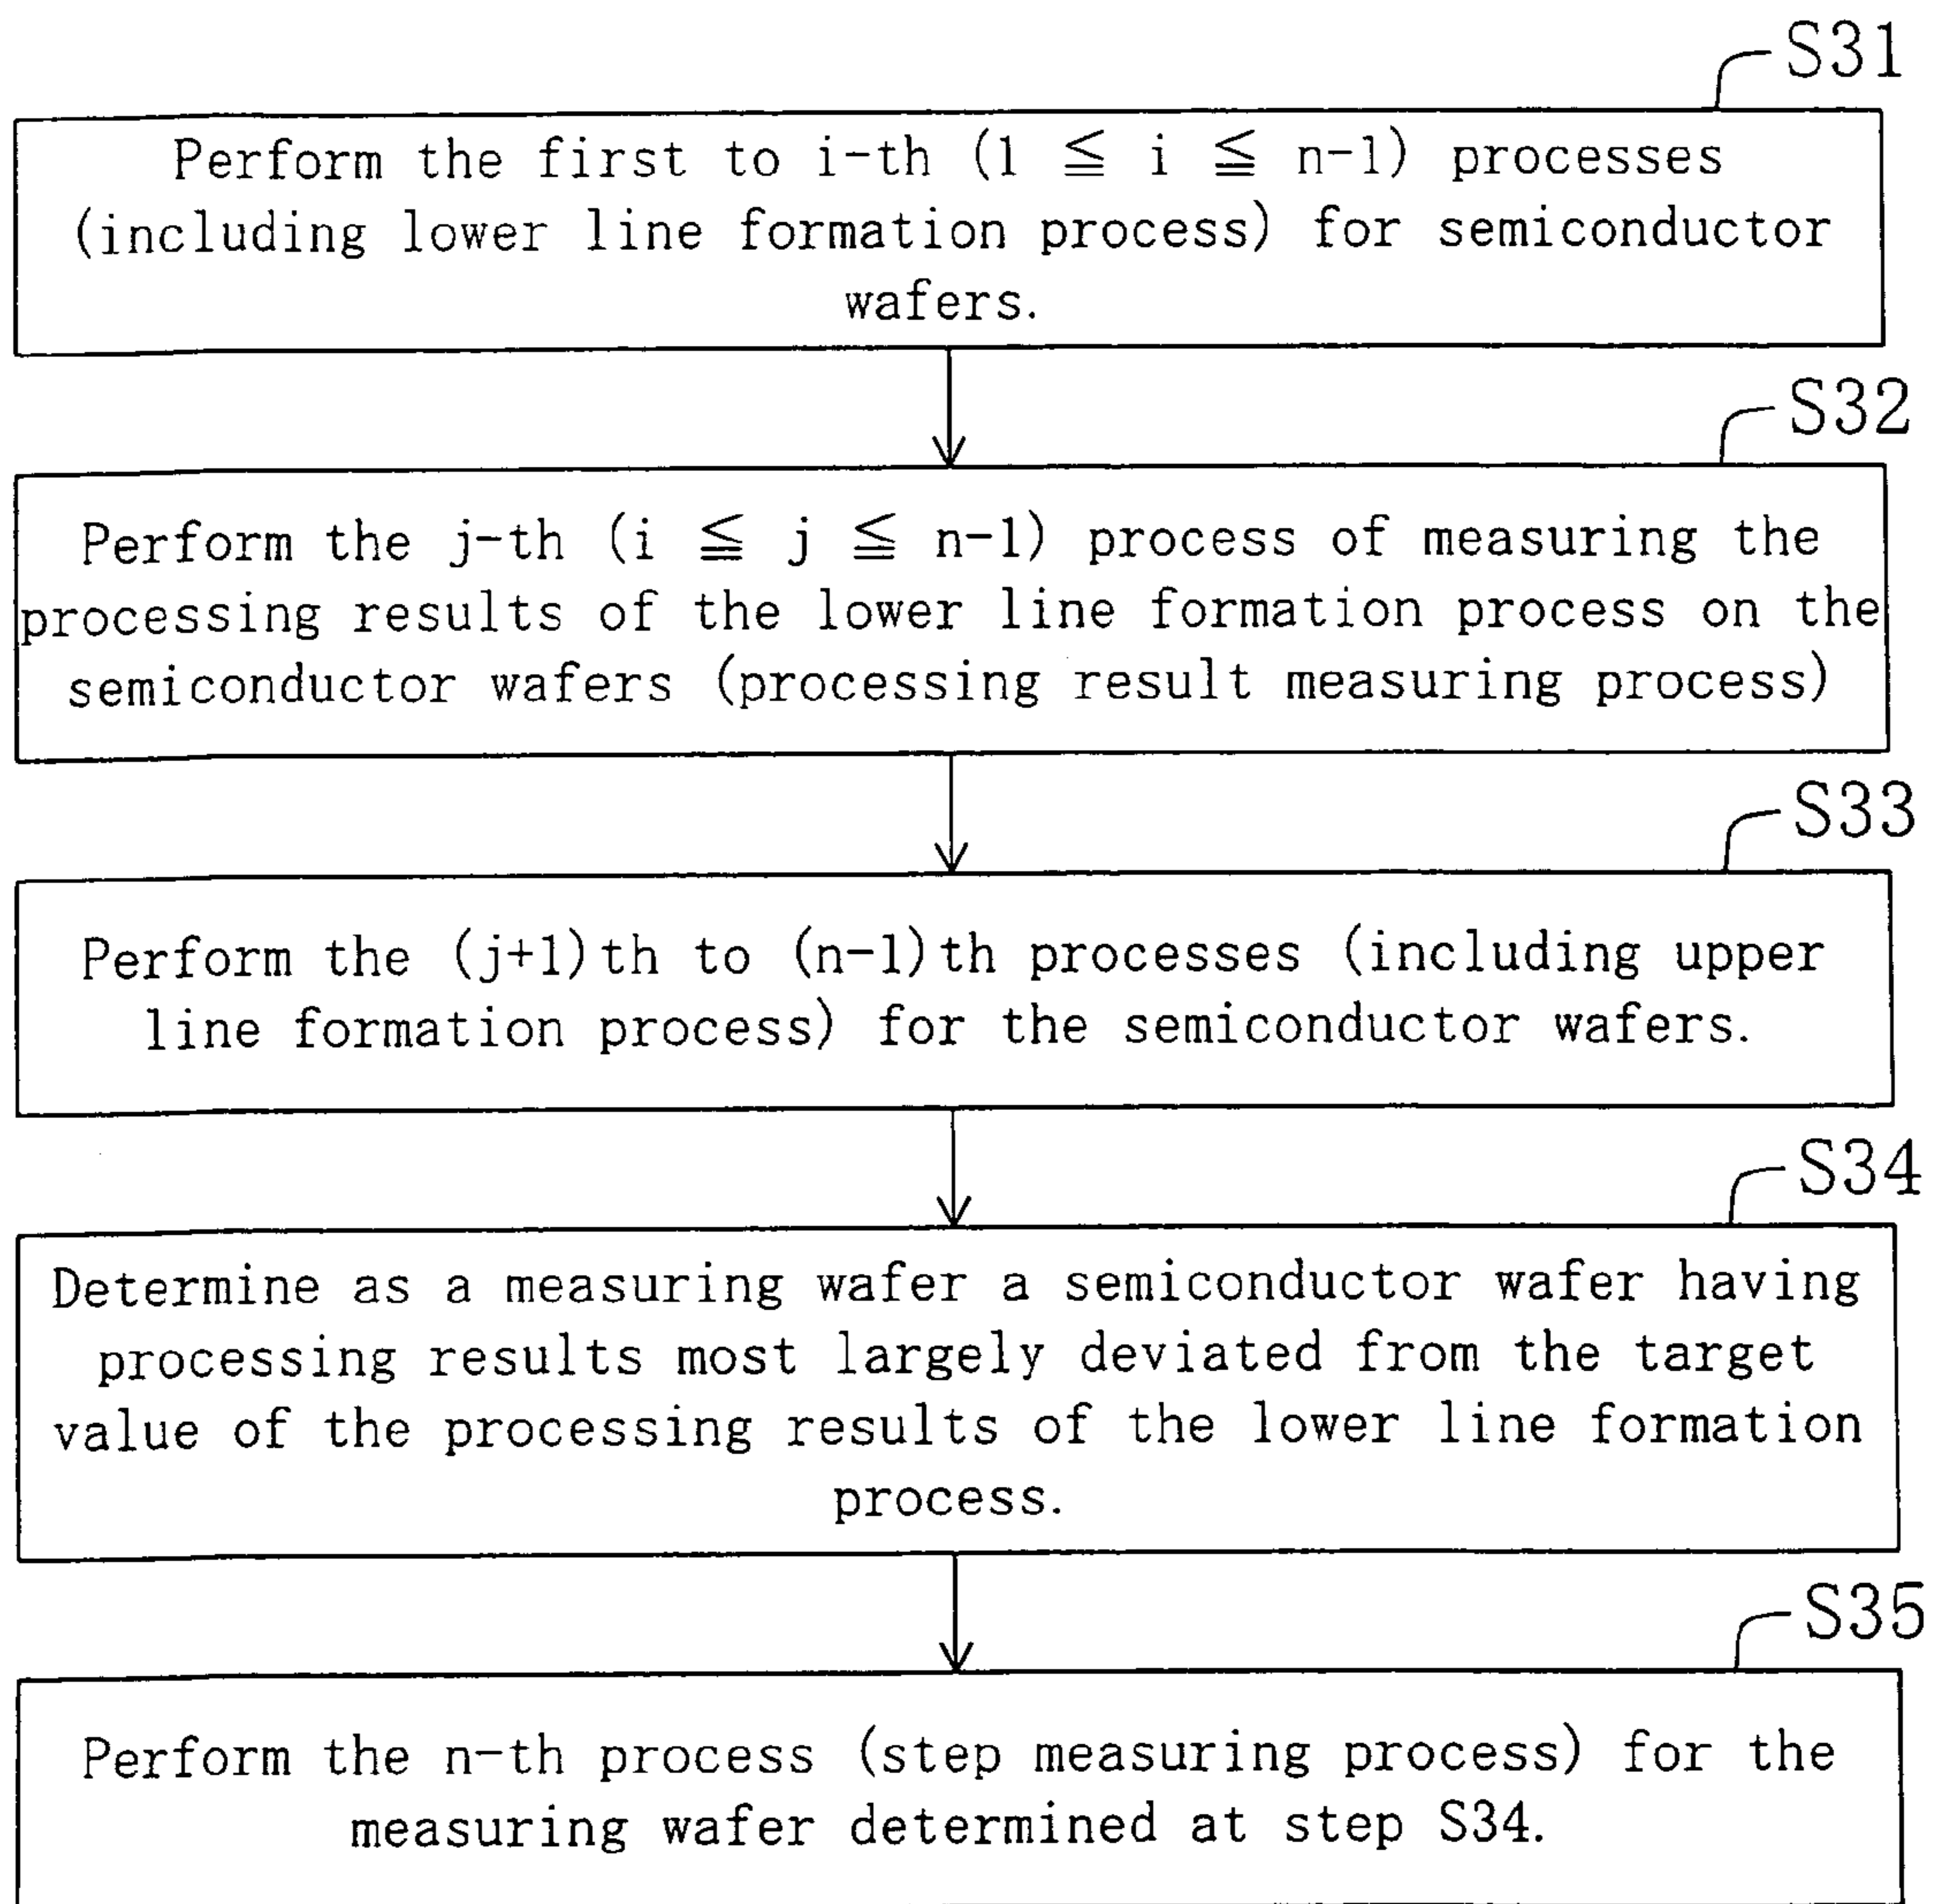 S31
Perform the first to i-th (1 ≦ i ≦ n-1) processes
(including lower line formation process) for semiconductor
wafers.
S32
Perform the j-th (i ≦ j ≦ n-1) process of measuring the
processing results of the lower line formation process on the
semiconductor wafers (processing result measuring process)
S33
Perform the (j+1)th to (n-1)th processes (including upper
line formation process) for the semiconductor wafers.
S34
Determine as a measuring wafer a semiconductor wafer having
processing results most largely deviated from the target
value of the processing results of the lower line formation
process.
S35
Perform the n-th process (step measuring process) for the
measuring wafer determined at step S34.